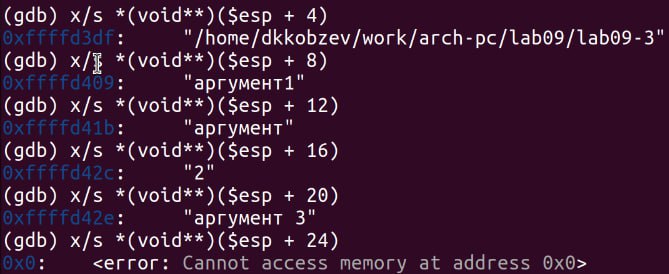 (gdb) x/s *(void**)($esp + 4)
0xffffd3df: "/home/dkkobzev/work/arch-pc/lab09/lab09-3"
(gdb) x/s *(void**)($esp + 8)
0xffffd409: "аргумент1"
(gdb) x/s *(void**)($esp + 12)
0xffffd41b: "аргумент"
(gdb) x/s *(void**)($esp + 16)
0xffffd42c: "2"
(gdb) x/s *(void**)($esp + 20)
0xffffd42e: "аргумент 3"
(gdb) x/s *(void**)($esp + 24)
0x0: <error: Cannot access memory at address 0x0>